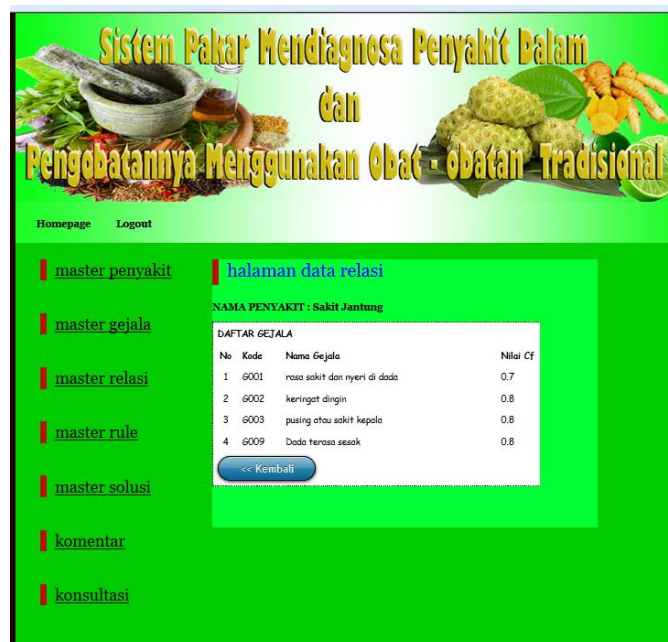 Sistem Pakar Mendiagnosa Penyakit Dalam
dan
Pengobatannya Menggunakan Obat - obatan Tradisional
Homepage Logout
master penyakit
master gejala
master relasi
master rule
master solusi
komentar
konsultasi
halaman data relasi
NAMA PENYAKIT : Sakit Jantung
DAFTAR GEJALA
No Kode Nama Gejala Nilai Cf
1 G001 rasa sakit dan nyeri di dada 0.7
2 G002 keringat dingin 0.8
3 G003 pusing atau sakit kepala 0.8
4 G009 Dada terasa sesak 0.8
<< Kembali